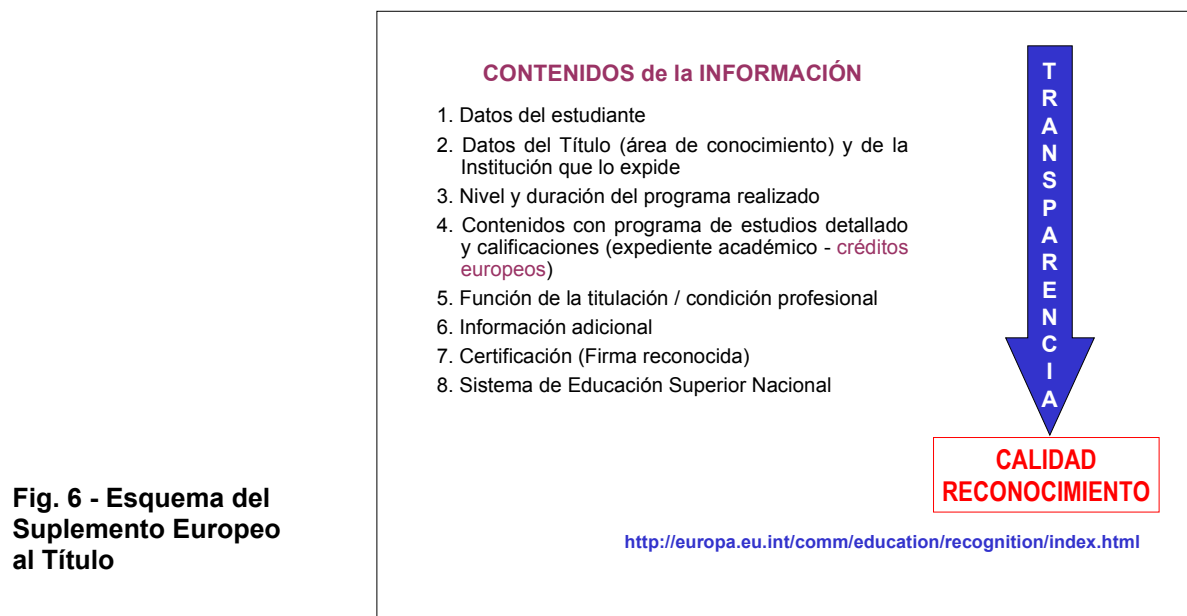 CONTENIDOS de la INFORMACIÓN
1. Datos del estudiante
2. Datos del Título (área de conocimiento) y de la
Institución que lo expide
3. Nivel y duración del programa realizado
4. Contenidos con programa de estudios detallado
y calificaciones (expediente académico - créditos
europeos)
5. Función de la titulación / condición profesional
6. Información adicional
7. Certificación (Firma reconocida)
8. Sistema de Educación Superior Nacional
T
R
A
N
S
P
A
R
E
N
C
I
A
CALIDAD
RECONOCIMIENTO
http://europa.eu.int/comm/education/recognition/index.html
Fig. 6 - Esquema del
Suplemento Europeo
al Título